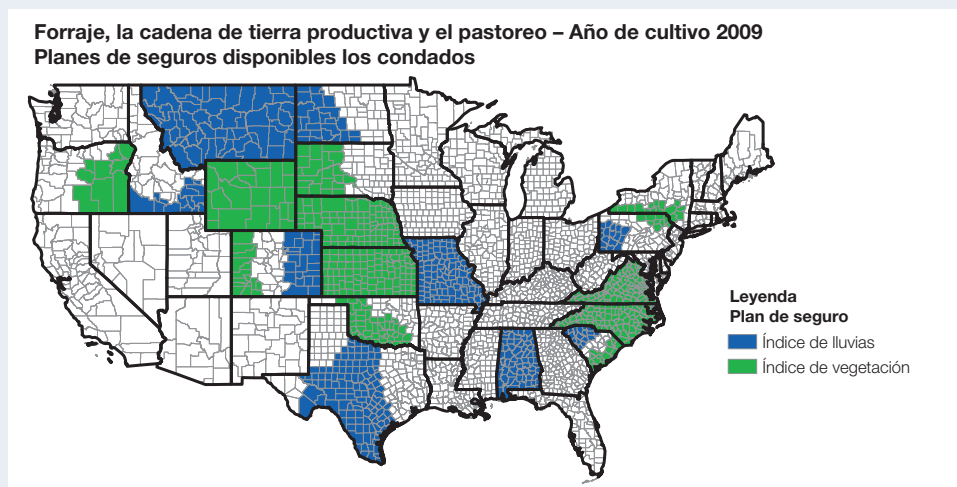 Forraje, la cadena de tierra productiva y el pastoreo – Año de cultivo 2009
Planes de seguros disponibles los condados
Leyenda
Plan de seguro
Índice de lluvias
Índice de vegetación